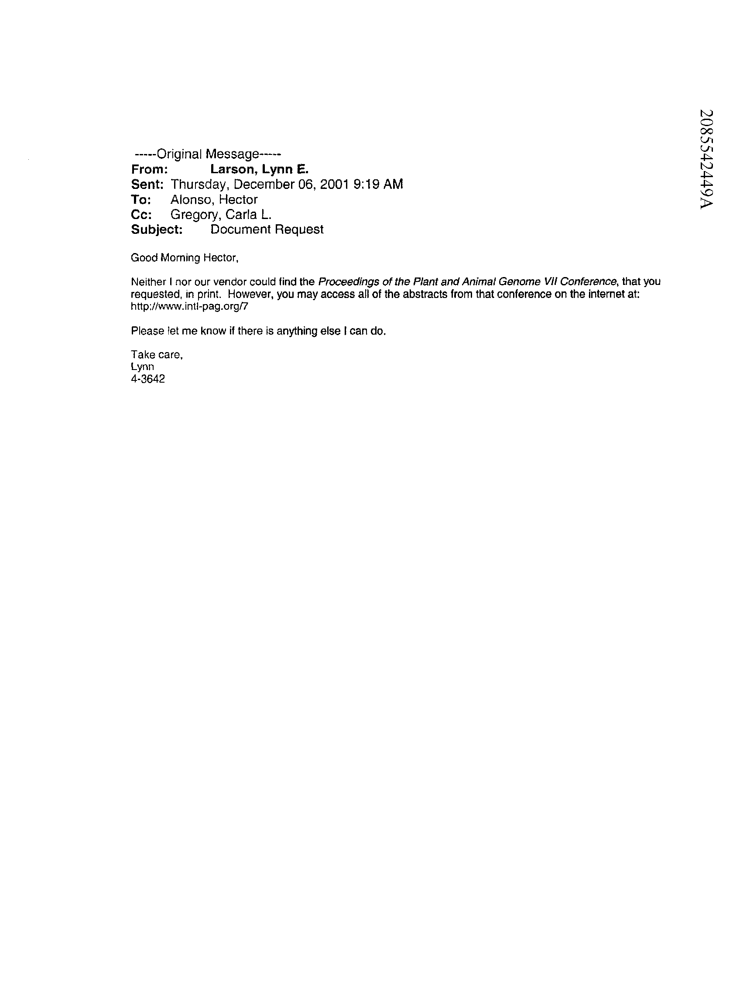 -----Original Message-----
From: Larson, Lynn E.
Sent: Thursday, December 06, 2001 9:19 AM
To: Alonso, Hector
Cc: Gregory, Carla L.
Subject: Document Request
Good Morning Hector,
Neither I nor our vendor could find the Proceedings of the Plant and Animal Genome VII Conference, that you
requested, in print. However, you may access all of the abstracts from that conference on the internet at:
http://www.intl-pag.org/7
Please let me know if there is anything else I can do.
Take care,
Lynn
4-3642
2085542449A